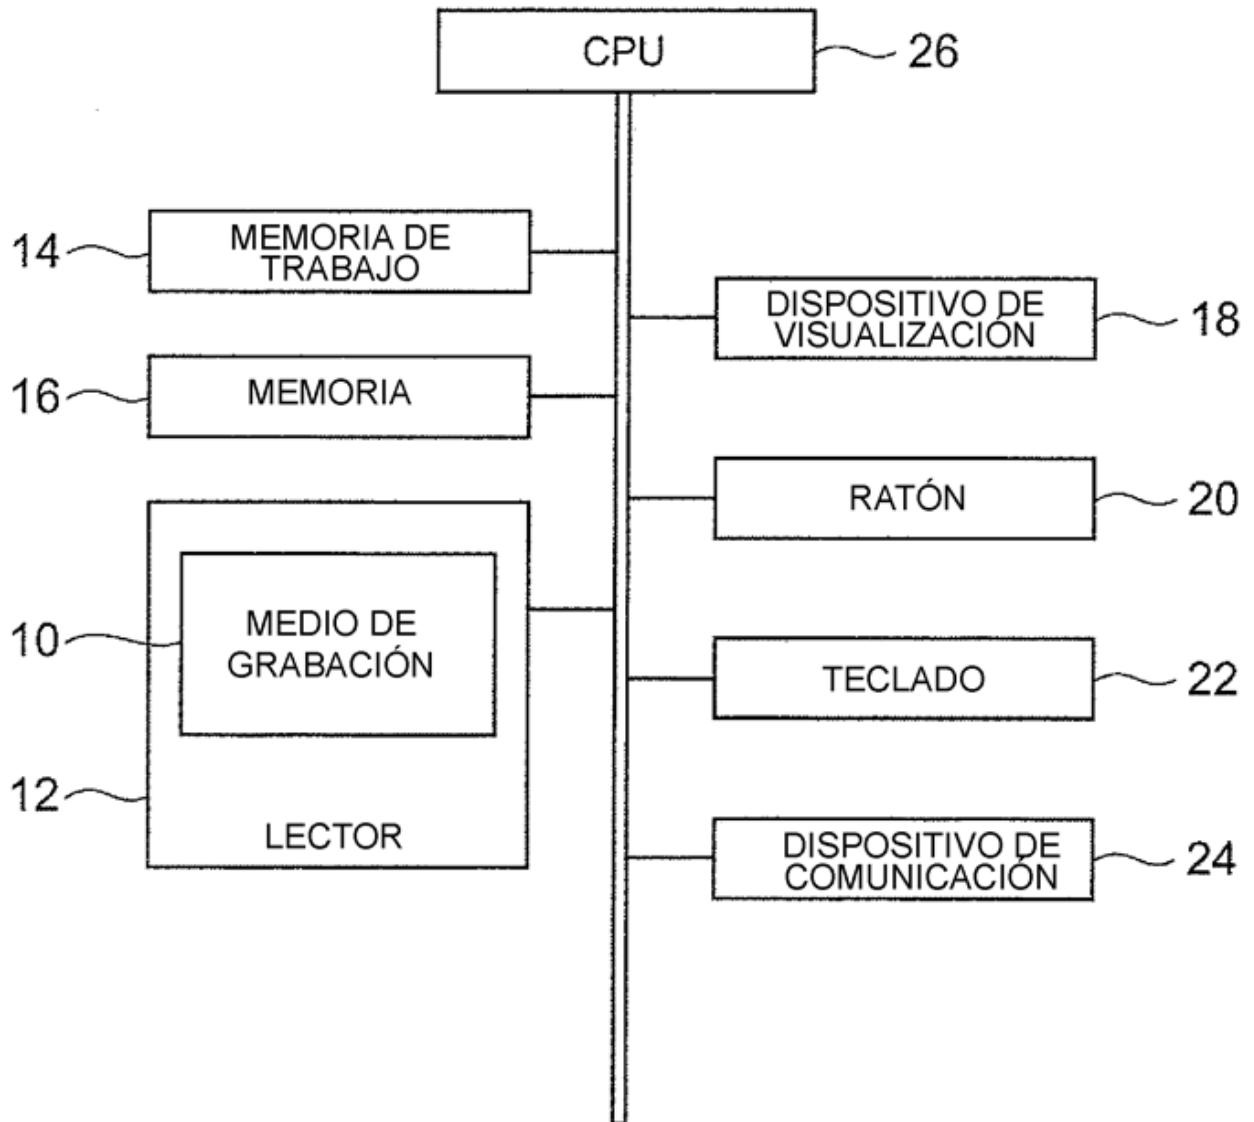 CPU
26
14
MEMORIA DE
TRABAJO
DISPOSITIVO DE
VISUALIZACIÓN
18
16
MEMORIA
RATÓN
20
10
MEDIO DE
GRABACIÓN
TECLADO
22
12
LECTOR
DISPOSITIVO DE
COMUNICACIÓN
24